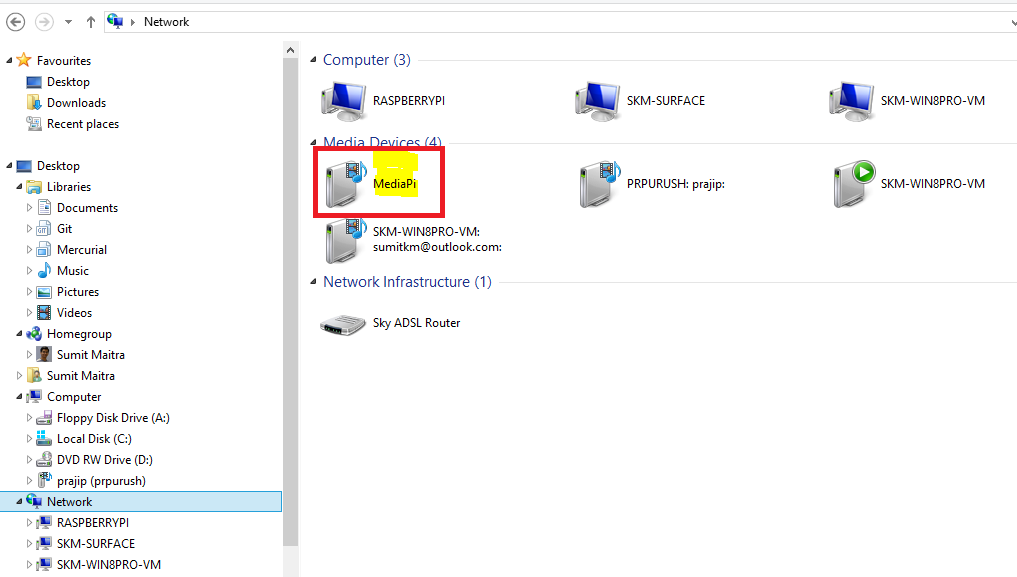 Network
Favourites
Desktop
Downloads
Recent places
Desktop
Libraries
Documents
Git
Mercurial
Music
Pictures
Videos
Homegroup
Sumit Maitra
Sumit Maitra
Computer
Floppy Disk Drive (A:)
Local Disk (C:)
DVD RW Drive (D:)
prajip (prpurush)
Network
RASPBERRYPI
SKM-SURFACE
SKM-WIN8PRO-VM
Computer (3)
RASPBERRYPI
SKM-SURFACE
SKM-WIN8PRO-VM
Media Devices (4)
MediaPi
PRPURUSH: prajip:
SKM-WIN8PRO-VM
SKM-WIN8PRO-VM:
sumitkm@outlook.com:
Network Infrastructure (1)
Sky ADSL Router